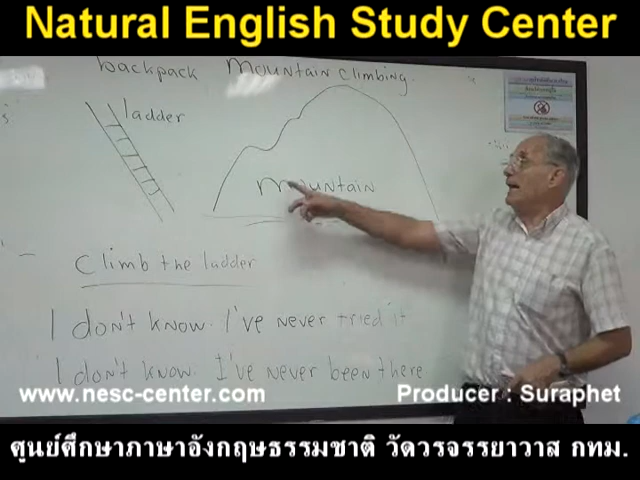 Natural English Study Center
backpack Mountain climbing.
ladder
mountain
Climb the ladder
I don't know. I've never tried it
I don't know. I've never been there.
www.nesc-center.com
Producer : Suraphet
ศูนย์ศึกษาภาษาอังกฤษธรรมชาติ วัดวรจรรยาวาส กทม.